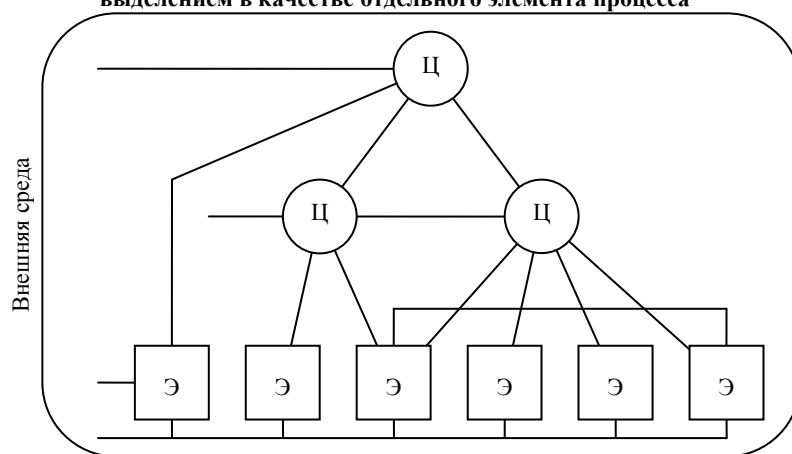 выделением в качестве отдельного элемента процесса
Ц
Внешняя среда
Ц Ц
Э Э Э Э Э Э